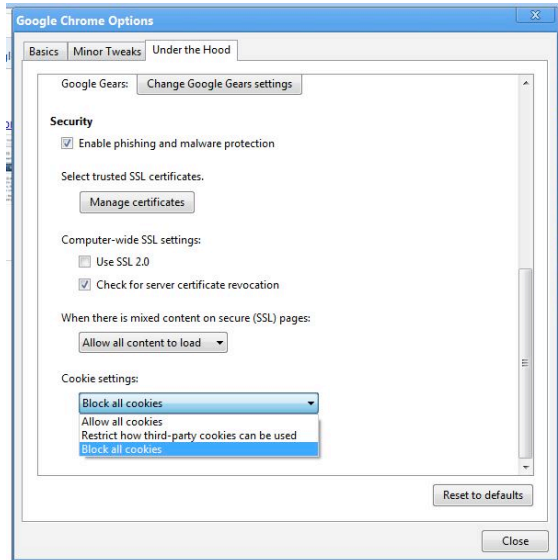 Google Chrome Options
Basics Minor Tweaks Under the Hood
Google Gears: Change Google Gears settings
Security
Enable phishing and malware protection
Select trusted SSL certificates.
Manage certificates
Computer-wide SSL settings:
Use SSL 2.0
Check for server certificate revocation
When there is mixed content on secure (SSL) pages:
Allow all content to load
Cookie settings:
Block all cookies
Allow all cookies
Restrict how third-party cookies can be used
Block all cookies
Reset to defaults
Close